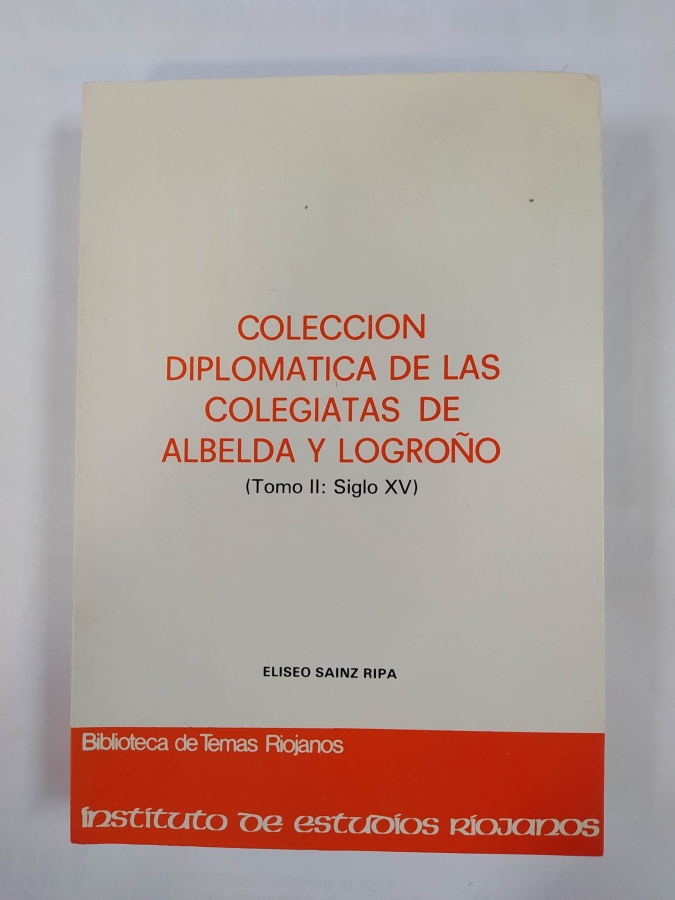 COLECCION
DIPLOMATICA DE LAS
COLEGIATAS DE
ALBELDA Y LOGROÑO
(Tomo II: Siglo XV)
ELISEO SAINZ RIPA
Biblioteca de Temas Riojanos
instituto de estudios Riojanos